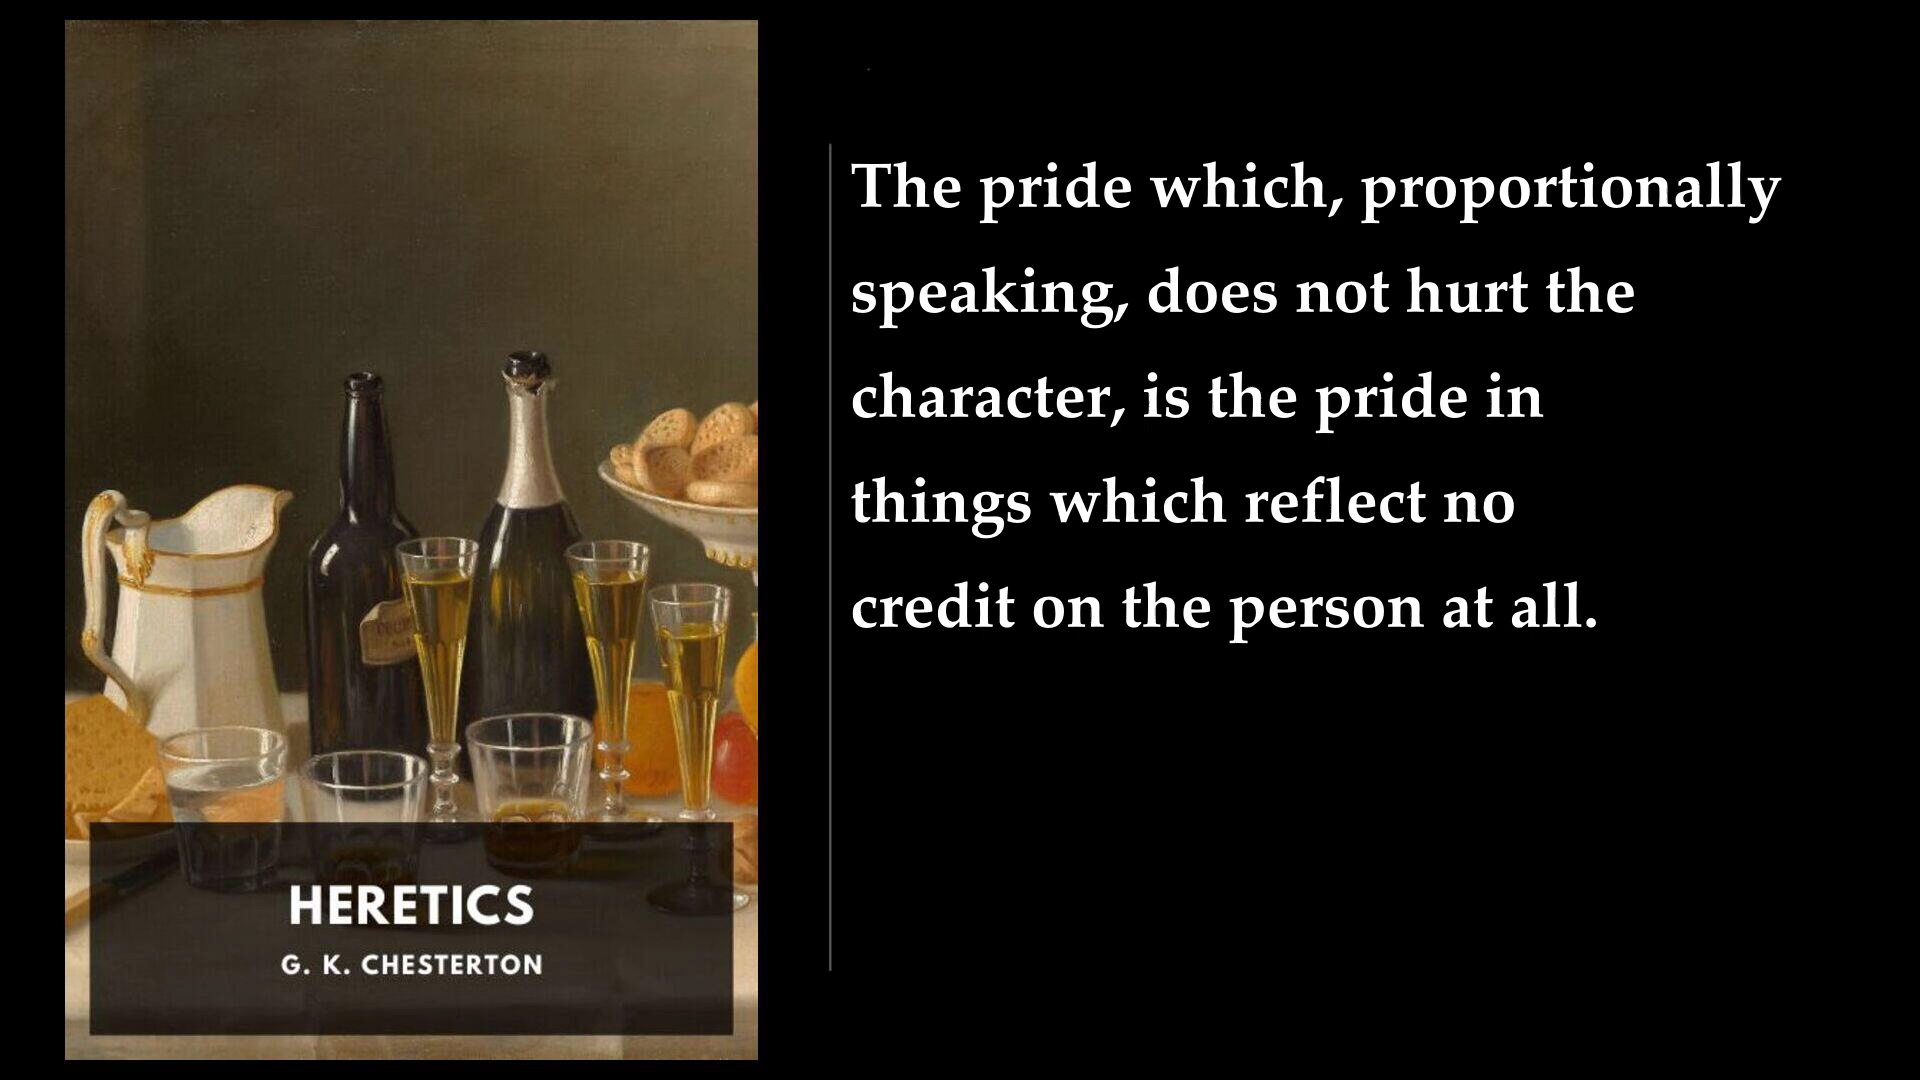 The pride which, proportionally
speaking, does not hurt the
character, is the pride in
things which reflect no
credit on the person at all.
HERETICS
G. K. CHESTERTON